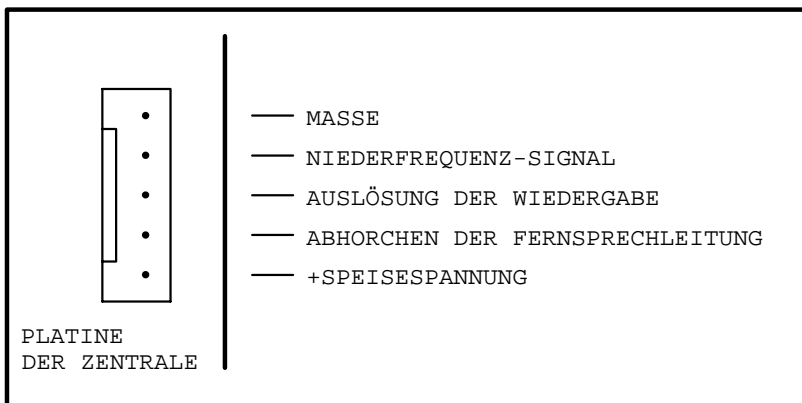 MASSE
NIEDERFREQUENZ-SIGNAL
AUSLÖSUNG DER WIEDERGABE
ABHORCHEN DER FERNSPRECHLEITUNG
+SPEISESPANNUNG
PLATINE
DER ZENTRALE